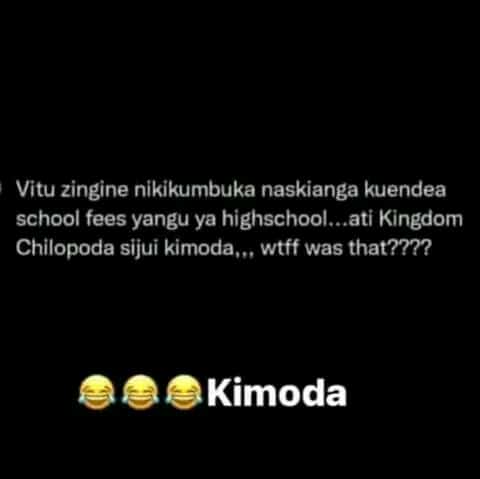 Vitu zingine nikikumbuka naskianga kuendea
school fees yangu ya highschool...ati Kingdom
Chilopoda sijui kimoda,,, wtff was that????
😂😂😂Kimoda